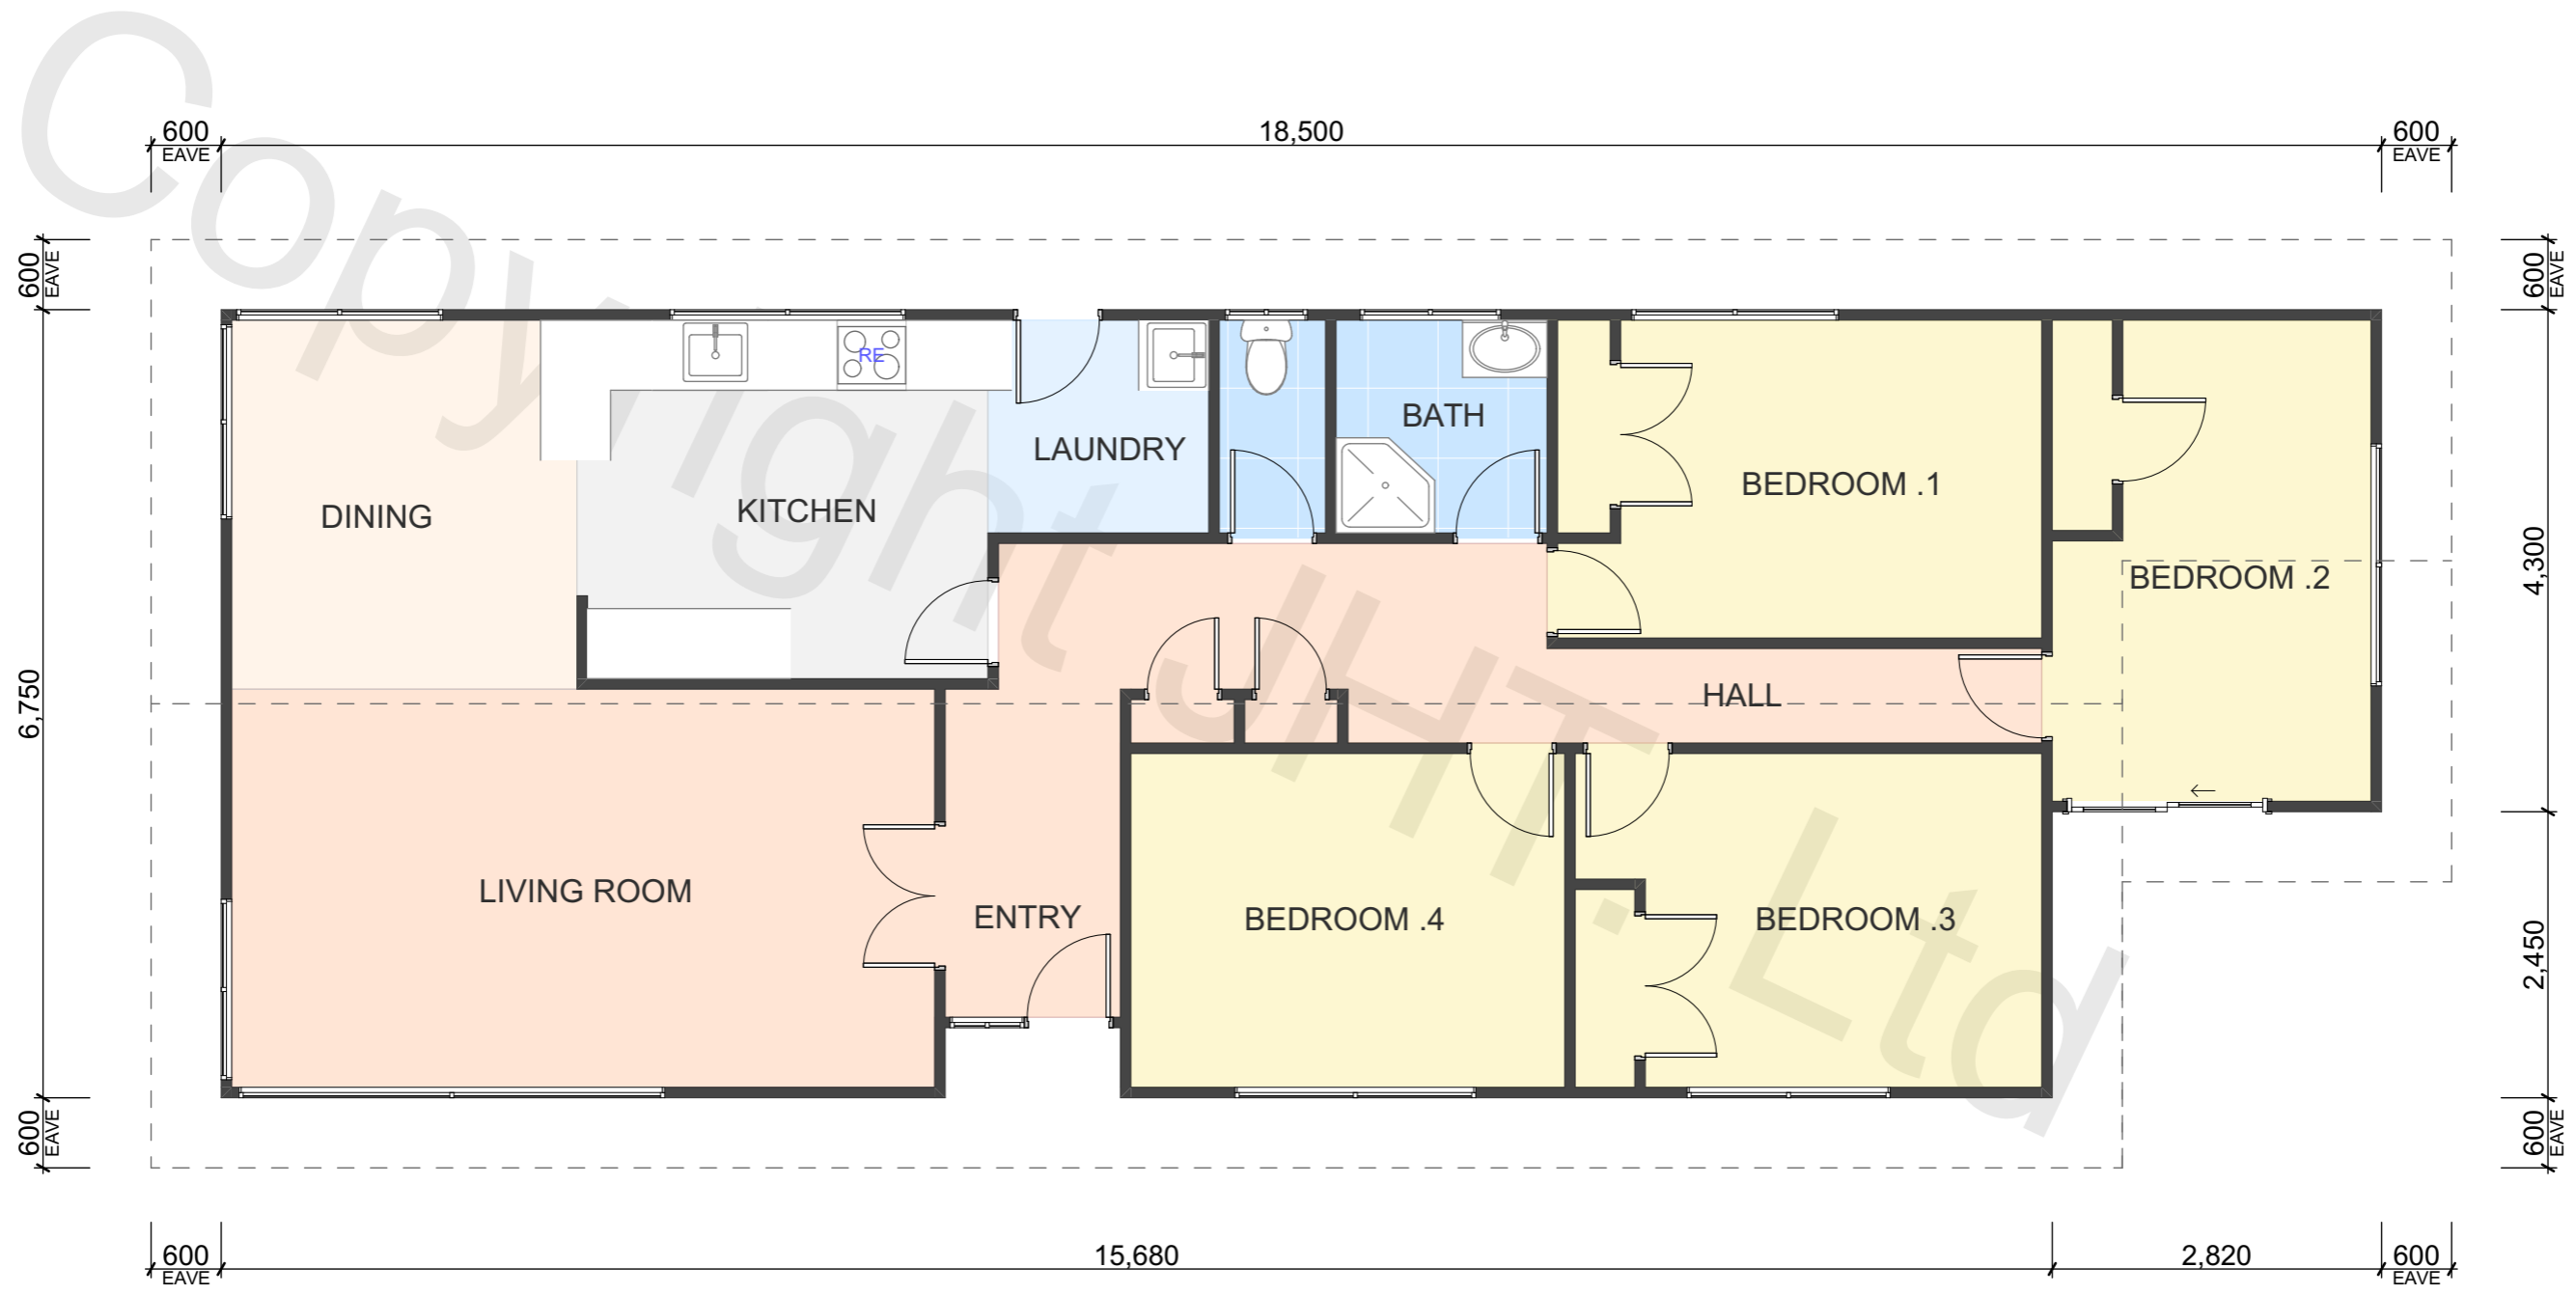 600
EAVE
18,500
600
EAVE
600
EAVE
600
EAVE
RE
BATH
LAUNDRY
BEDROOM .1
KITCHEN
DINING
4,300
BEDROOM .2
6,750
HALL
LIVING ROOM
ENTRY
BEDROOM .4
BEDROOM .3
2,450
600
EAVE
600
EAVE
600
EAVE
15,680
2,820
600
EAVE
Copyright JHT. Ltd